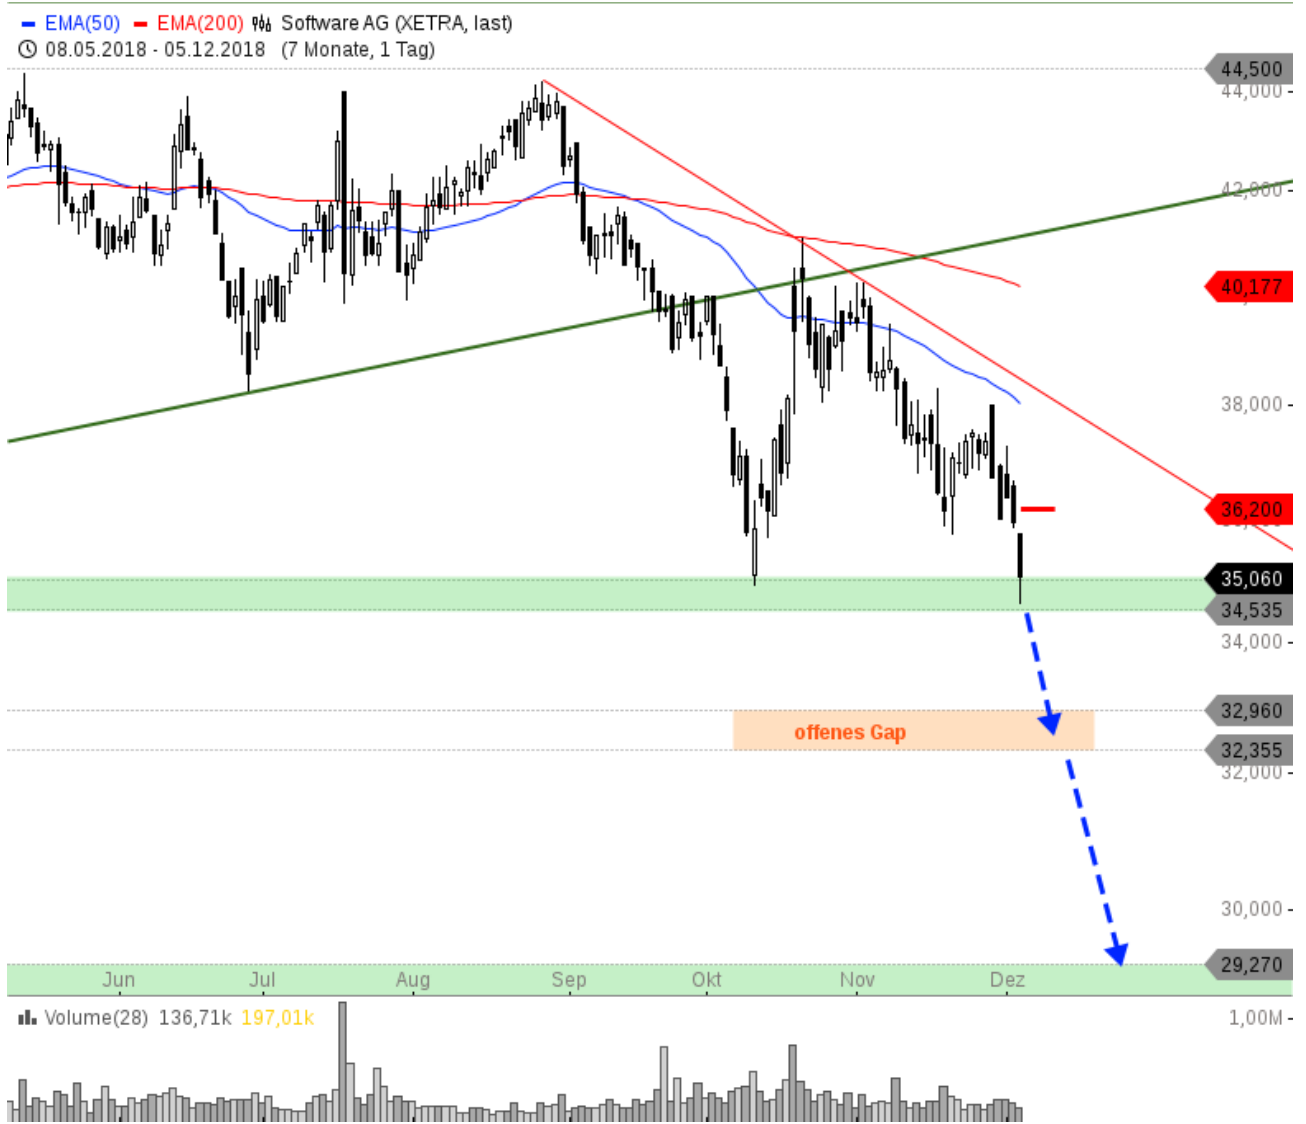 EMA(50) EMA(200) Software AG (XETRA, last)
08.05.2018 - 05.12.2018 (7 Monate, 1 Tag)
44,500
44,000
42,000
40,177
38,000
36,200
35,060
34,535
34,000
32,960
offenes Gap
32,355
32,000
30,000
29,270
Jun Jul Aug Sep Okt Nov Dez
Volume(28) 136,71k 197,01k
1,00M